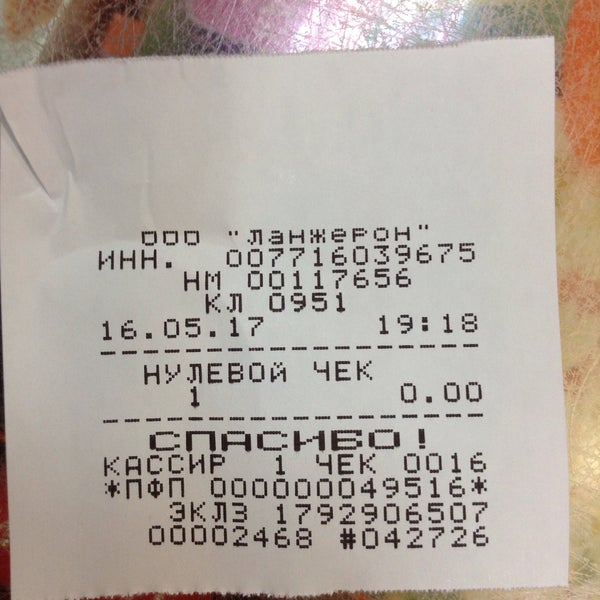 ООО "Ланжерон"
ИНН. 007716039675
НМ 00117656
КЛ 0951
16.05.17 19:18
НУЛЕВОЙ ЧЕК
1 0.00
СПАСИБО!
КАССИР 1 ЧЕК 0016
*ПФП 000000049516*
ЭКЛЗ 1792906507
00002468 #042726